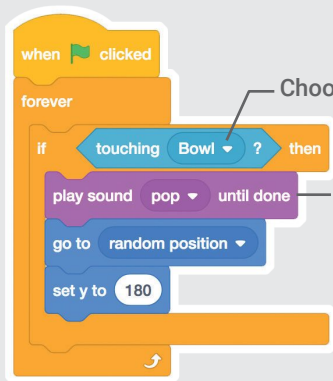 when clicked
forever
Choo
if touching Bowl ? then
play sound pop until done
go to random position
set y to 180